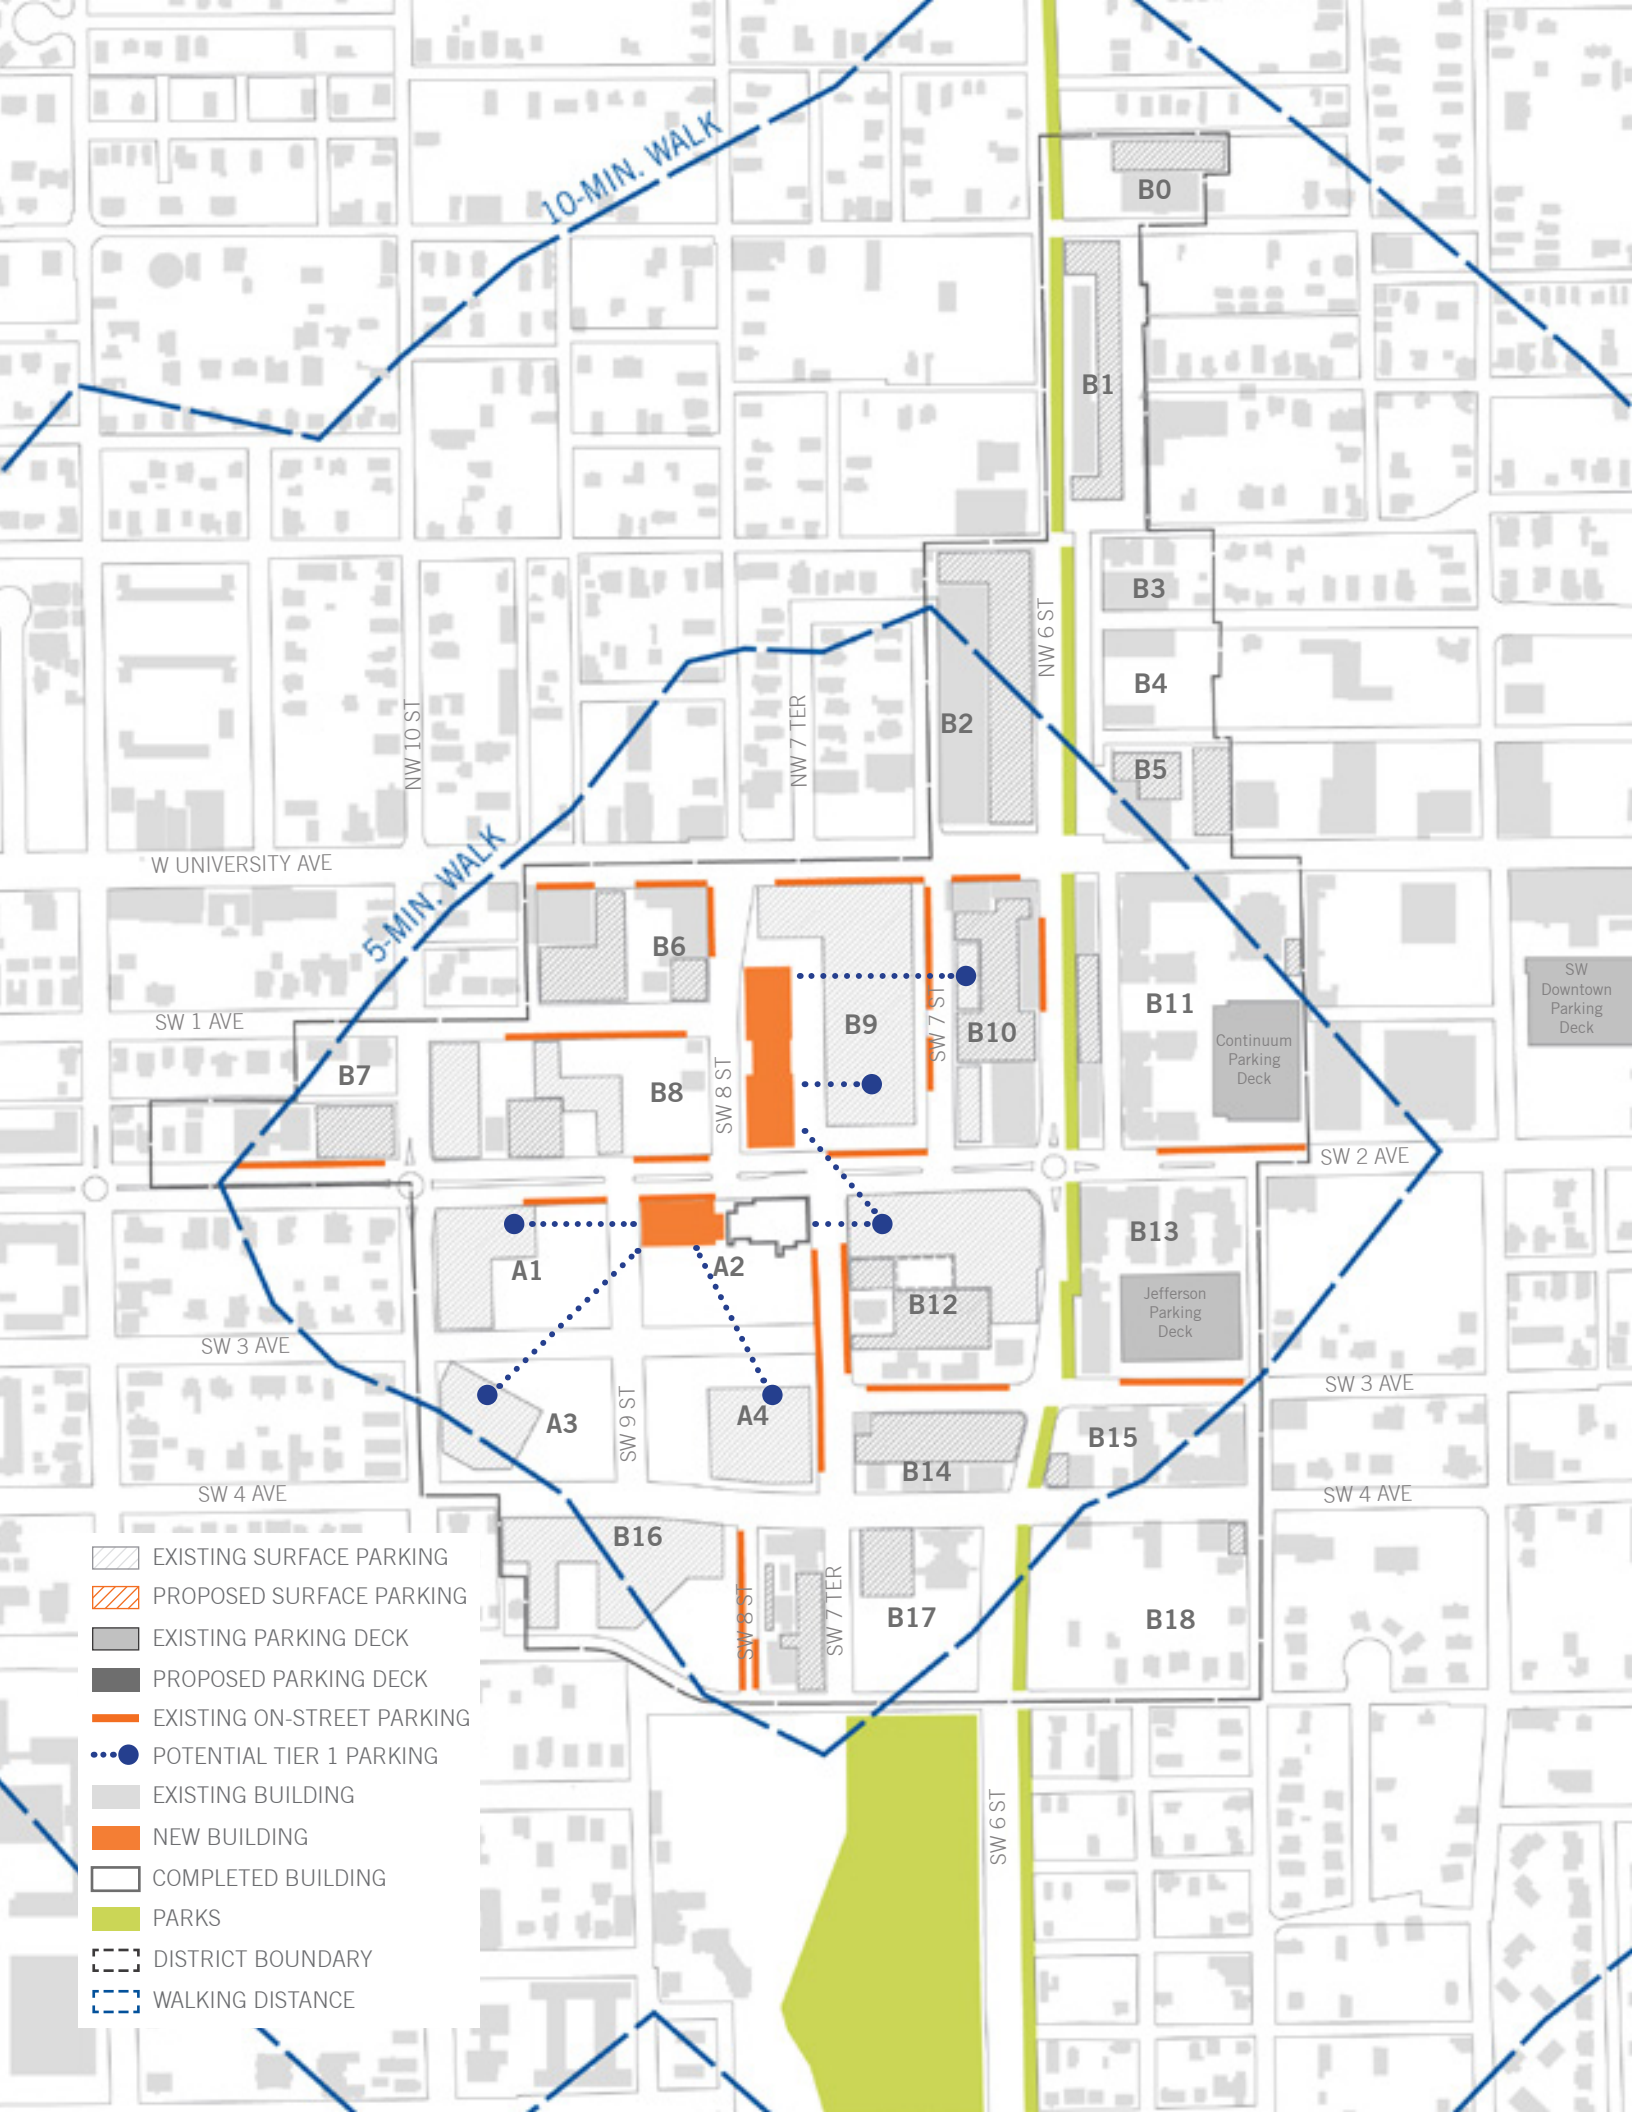 10-MIN. WALK
B0
B1
B3
NW 6 ST
B4
NW 10 ST
NW 7 TER
B2
B5
5-MIN. WALK
W UNIVERSITY AVE
B6
SW
Downtown
Parking
Deck
B11
SW 1 AVE
B9
SW 7 ST
B10
Continuum
Parking
Deck
B7
B8
SW 8 ST
SW 2 AVE
A1
A2
B13
B12
Jefferson
Parking
Deck
SW 3 AVE
SW 3 AVE
A3
SW 9 ST
A4
B15
B14
SW 4 AVE
SW 4 AVE
B16
SW 8 ST
SW 7 TER
B17
B18
SW 6 ST
EXISTING SURFACE PARKING
PROPOSED SURFACE PARKING
EXISTING PARKING DECK
PROPOSED PARKING DECK
EXISTING ON-STREET PARKING
POTENTIAL TIER 1 PARKING
EXISTING BUILDING
NEW BUILDING
COMPLETED BUILDING
PARKS
DISTRICT BOUNDARY
WALKING DISTANCE